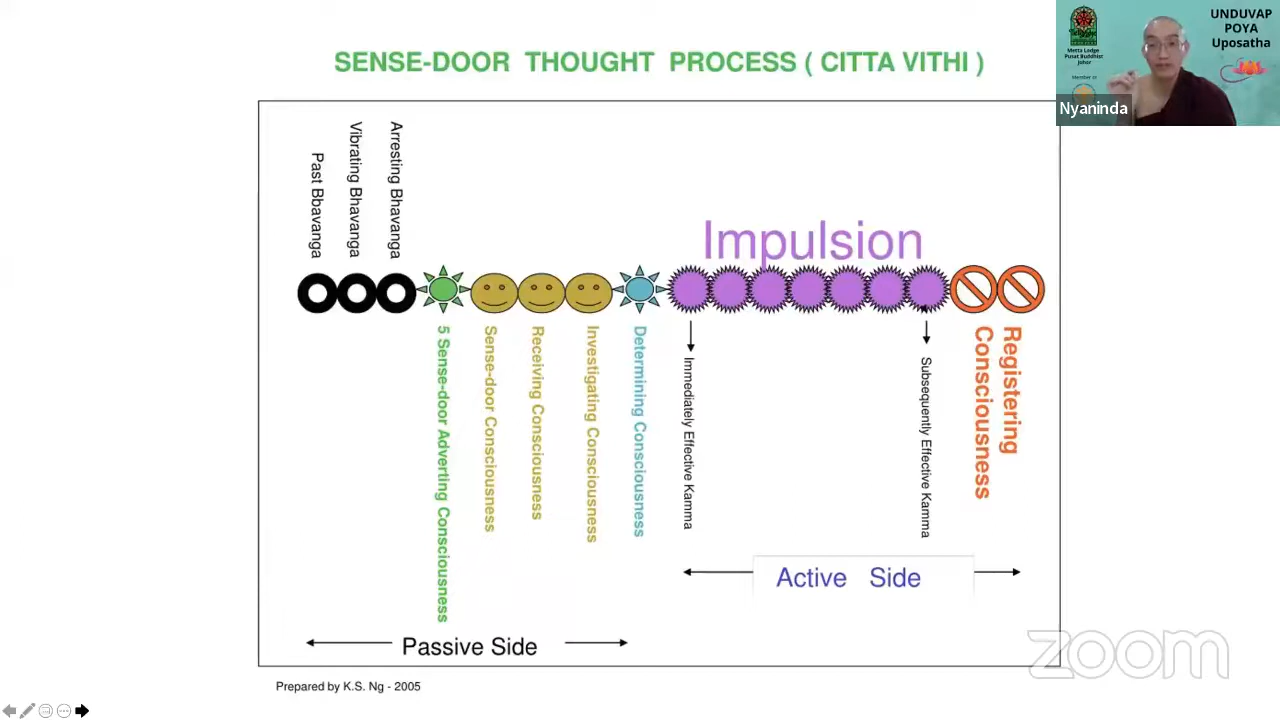 SENSE-DOOR THOUGHT PROCESS ( CITTA VITHI )
Past Bbavanga
Vibrating Bhavanga
Arresting Bhavanga
Impulsion
5 Sense-door Adverting Consciousness
Sense-door Consciousness
Receiving Consciousness
Investigating Consciousness
Determining Consciousness
Immediately Effective Kamma
Subsequently Effective Kamma
Registering
Consciousness
Active Side
Passive Side
Prepared by K.S. Ng - 2005
Metta Lodge
Pusat Buddhist
Johor
Member of
UNDUVAP
POYA
Uposatha
Nyaninda
zoom